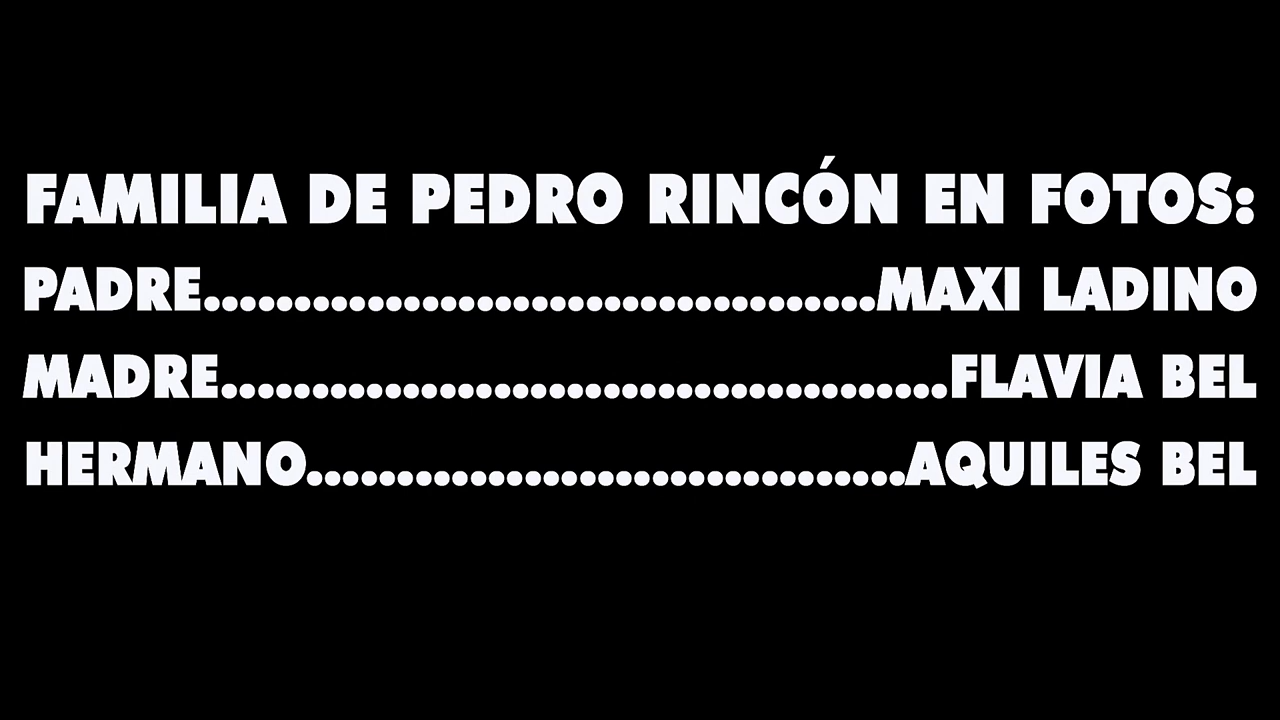 FAMILIA DE PEDRO RINCÓN EN FOTOS:
PADRE.....................................MAXI LADINO
MADRE........................................FLAVIA BEL
HERMANO.................................AQUILES BEL